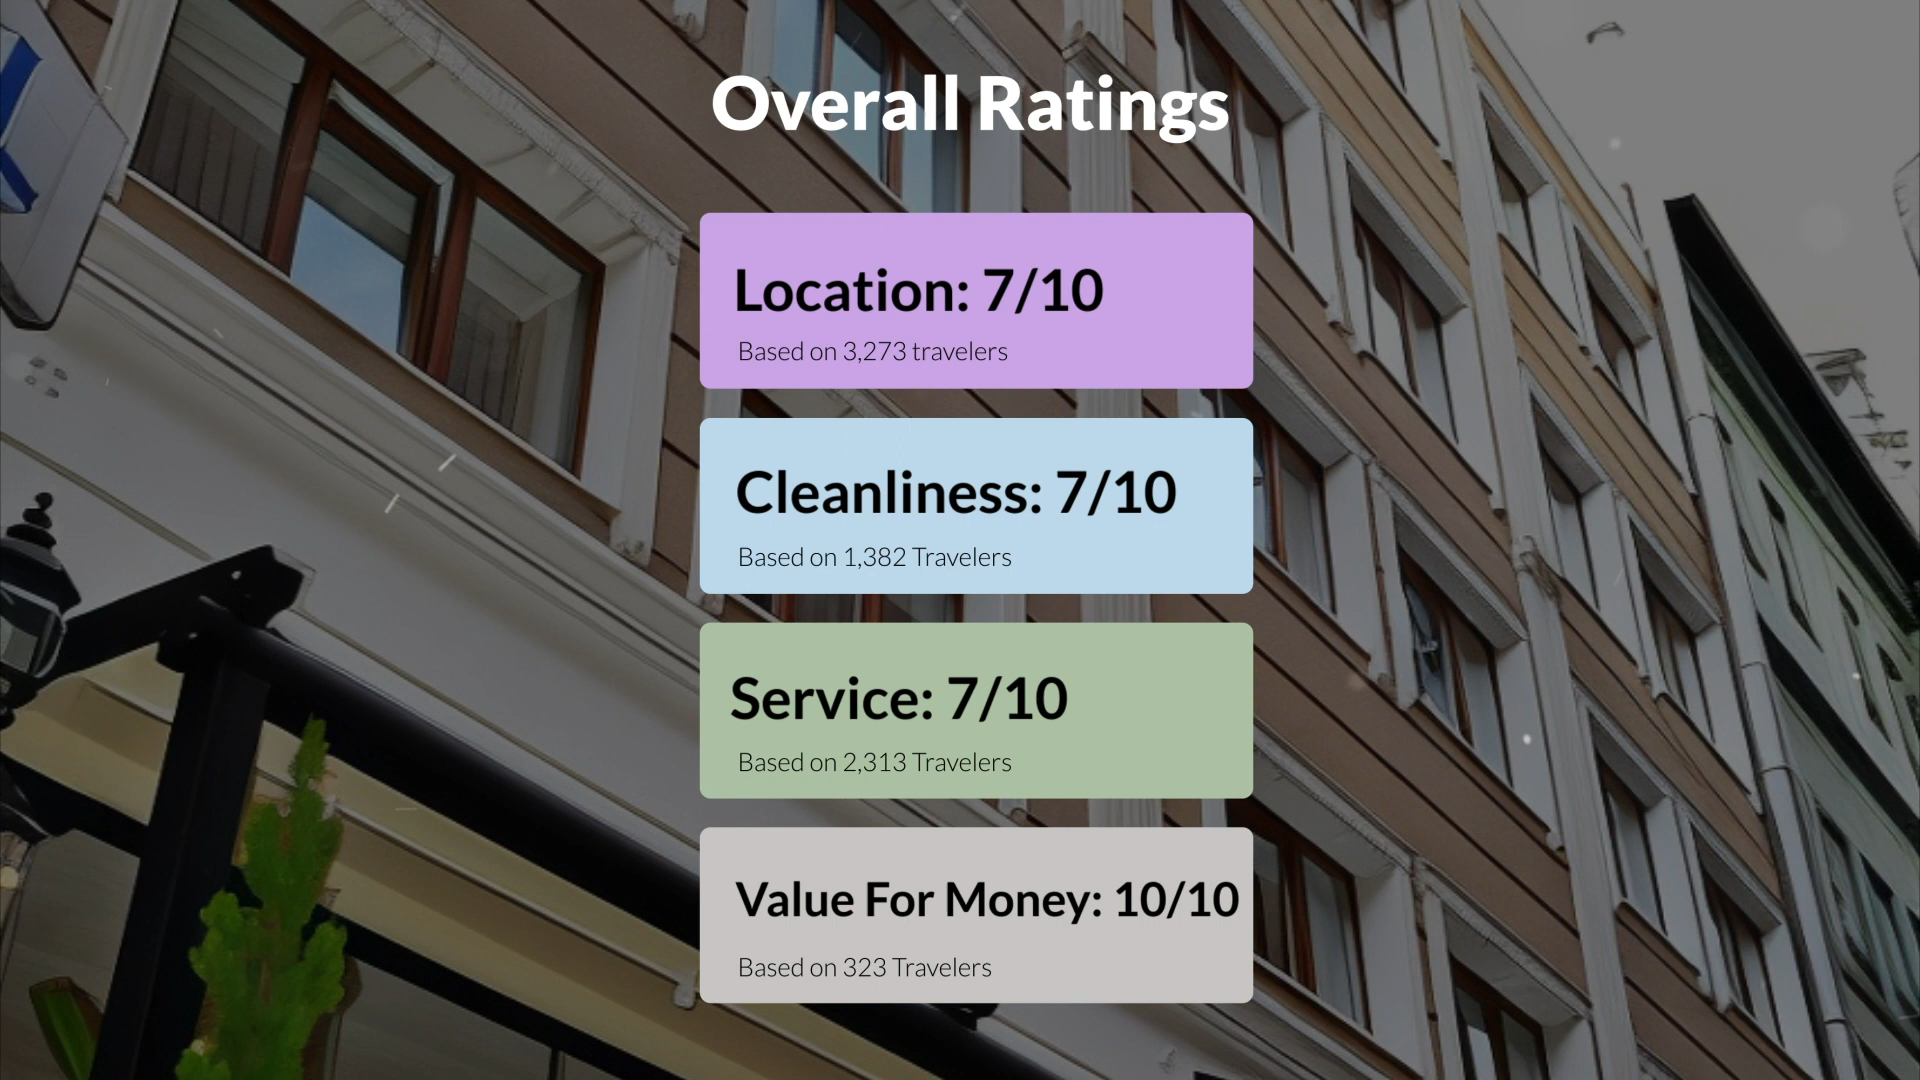 Overall Ratings
Location: 7/10
Based on 3,273 travelers
Cleanliness: 7/10
Based on 1,382 Travelers
Service: 7/10
Based on 2,313 Travelers
Value For Money: 10/10
Based on 323 Travelers